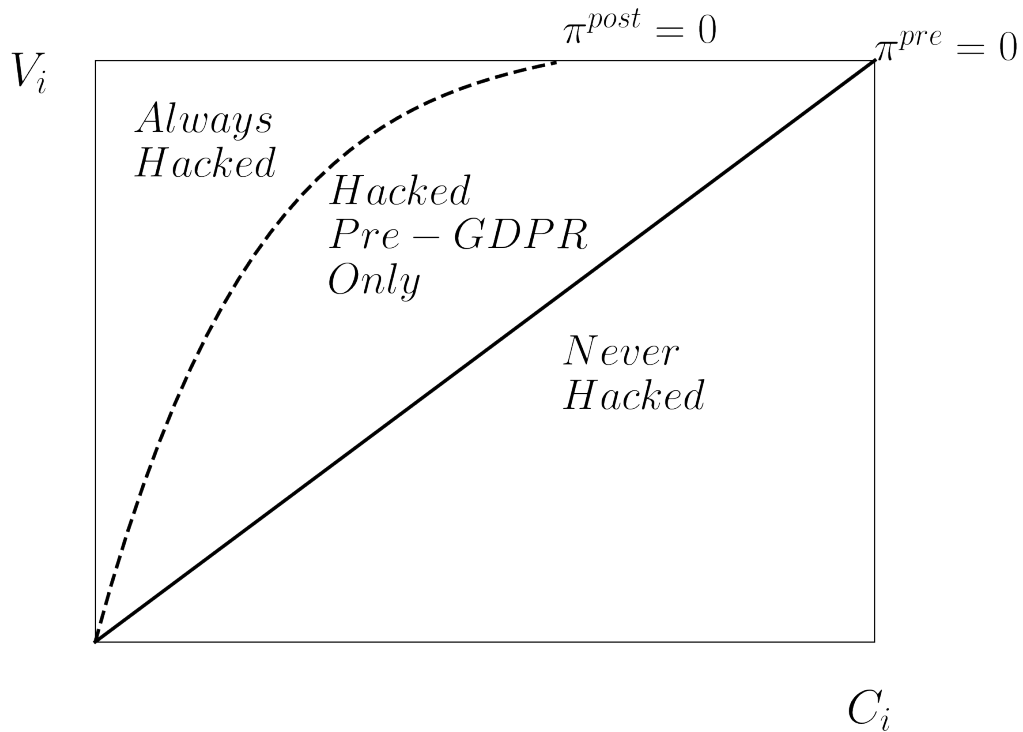 π^{post} = 0
π^{pre} = 0
V_i
Always
Hacked
Hacked
Pre − GDPR
Only
Never
Hacked
C_i